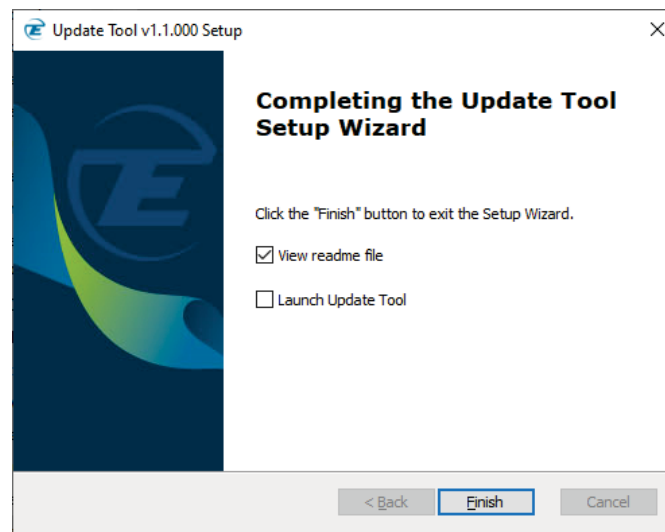 Update Tool v1.1.000 Setup
Completing the Update Tool
Setup Wizard
Click the "Finish" button to exit the Setup Wizard.
View readme file
Launch Update Tool
< Back
Finish
Cancel